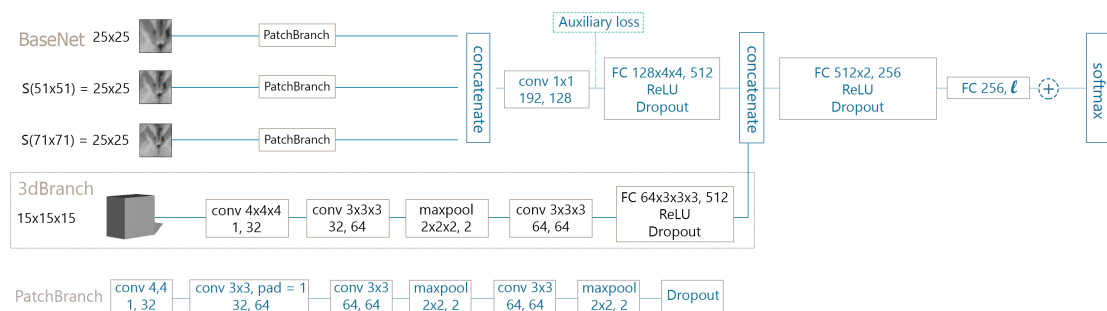 Auxiliary loss
BaseNet 25x25
PatchBranch
S(51x51) = 25x25
PatchBranch
S(71x71) = 25x25
PatchBranch
concatenate
conv 1x1
192, 128
FC 128x4x4, 512
ReLU
Dropout
concatenate
FC 512x2, 256
ReLU
Dropout
FC 256, ℓ
+
softmax
3dBranch
15x15x15
conv 4x4x4
1, 32
conv 3x3x3
32, 64
maxpool
2x2x2, 2
conv 3x3x3
64, 64
FC 64x3x3x3, 512
ReLU
Dropout
PatchBranch
conv 4,4
1, 32
conv 3x3, pad = 1
32, 64
conv 3x3
64, 64
maxpool
2x2, 2
conv 3x3
64, 64
maxpool
2x2, 2
Dropout